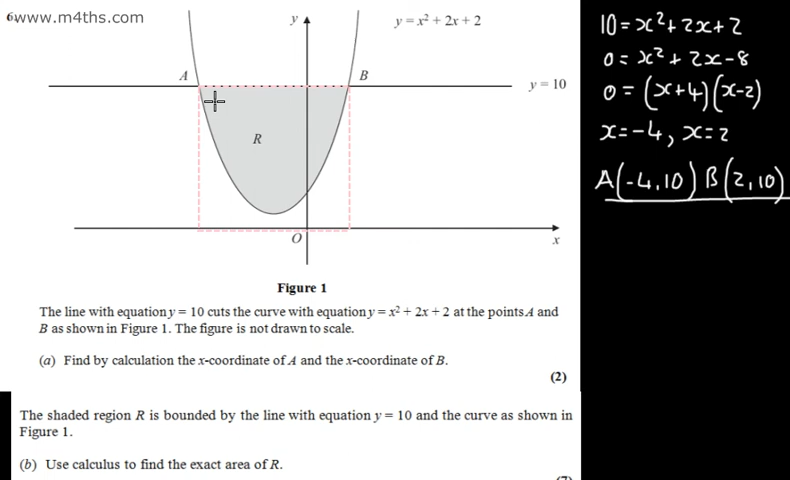 6. www.m4ths.com
y
y = x² + 2x + 2
A
B
y = 10
R
O
x
Figure 1
The line with equation y = 10 cuts the curve with equation y = x² + 2x + 2 at the points A and
B as shown in Figure 1. The figure is not drawn to scale.
(a) Find by calculation the x-coordinate of A and the x-coordinate of B.
(2)
The shaded region R is bounded by the line with equation y = 10 and the curve as shown in
Figure 1.
(b) Use calculus to find the exact area of R.
10 = x² + 2x + 2
0 = x² + 2x - 8
0 = (x+4)(x-2)
x = -4, x = 2
A(-4,10) B(2,10)